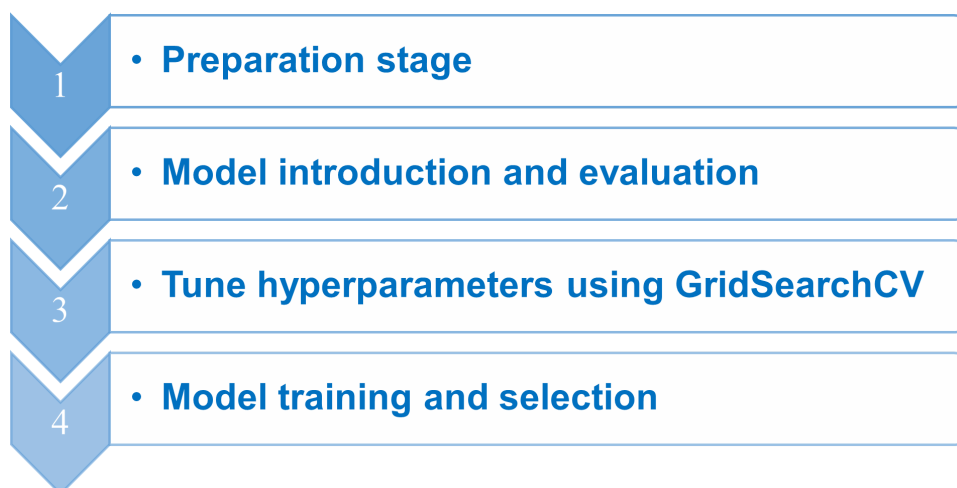 1
• Preparation stage
2
• Model introduction and evaluation
3
• Tune hyperparameters using GridSearchCV
4
• Model training and selection